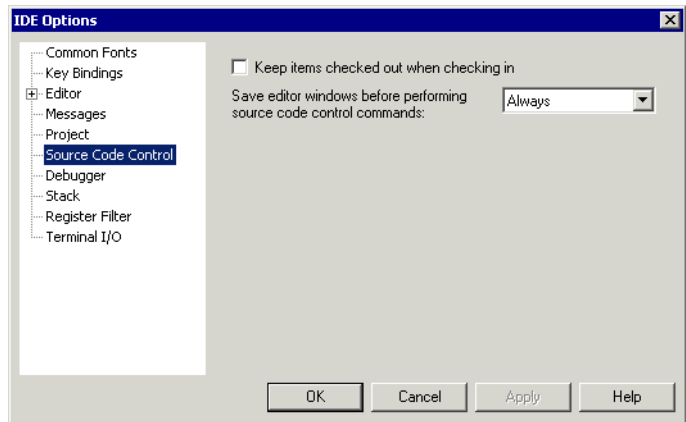 IDE Options
Common Fonts
Key Bindings
Editor
Messages
Project
Source Code Control
Debugger
Stack
Register Filter
Terminal I/O
Keep items checked out when checking in
Save editor windows before performing
source code control commands:
Always
OK
Cancel
Apply
Help